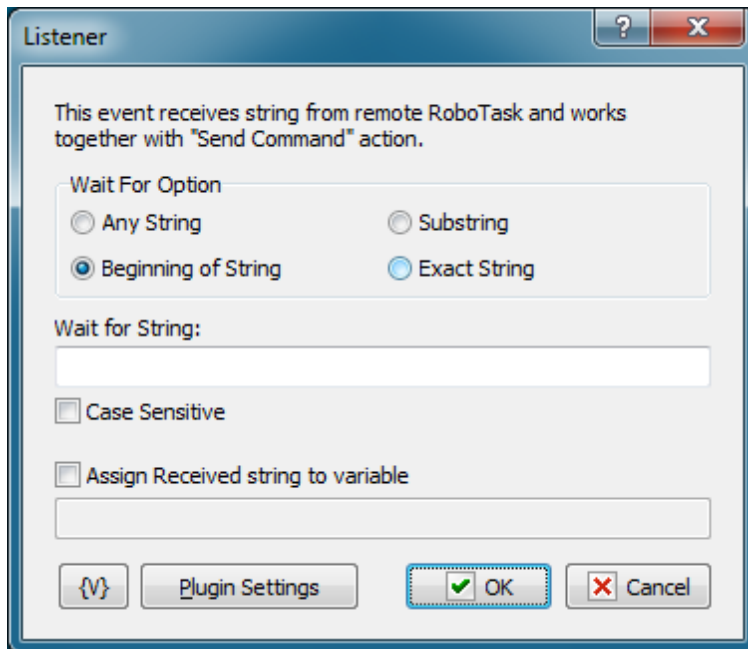 Listener
?
This event receives string from remote RoboTask and works
together with "Send Command" action.
Wait For Option
Any String
Substring
Beginning of String
Exact String
Wait for String:
Case Sensitive
Assign Received string to variable
{V}
Plugin Settings
OK
Cancel